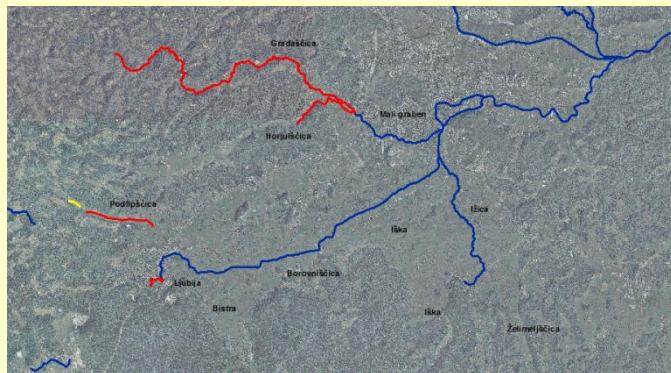 Gradaščica
Mali graben
Horjulščica
Podlipščica
Iška
Ižica
Ljubija
Borovniščica
Bistra
Iška
Želimeljščica